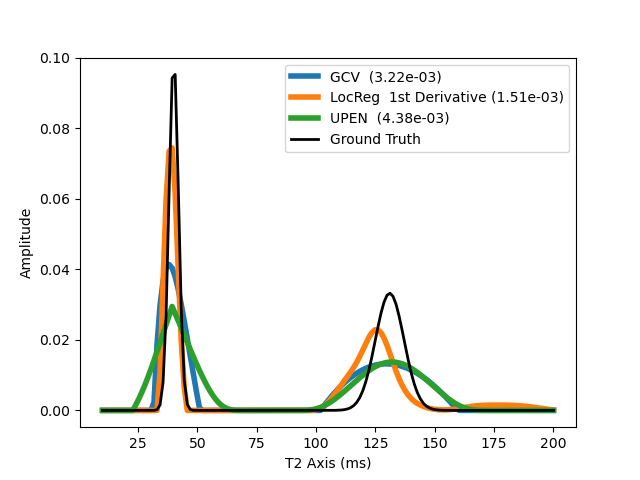 GCV  (3.22e-03)
LocReg  1st Derivative (1.51e-03)
UPEN  (4.38e-03)
Ground Truth
Amplitude
0.10
0.08
0.06
0.04
0.02
0.00
25 50 75 100 125 150 175 200
T2 Axis (ms)